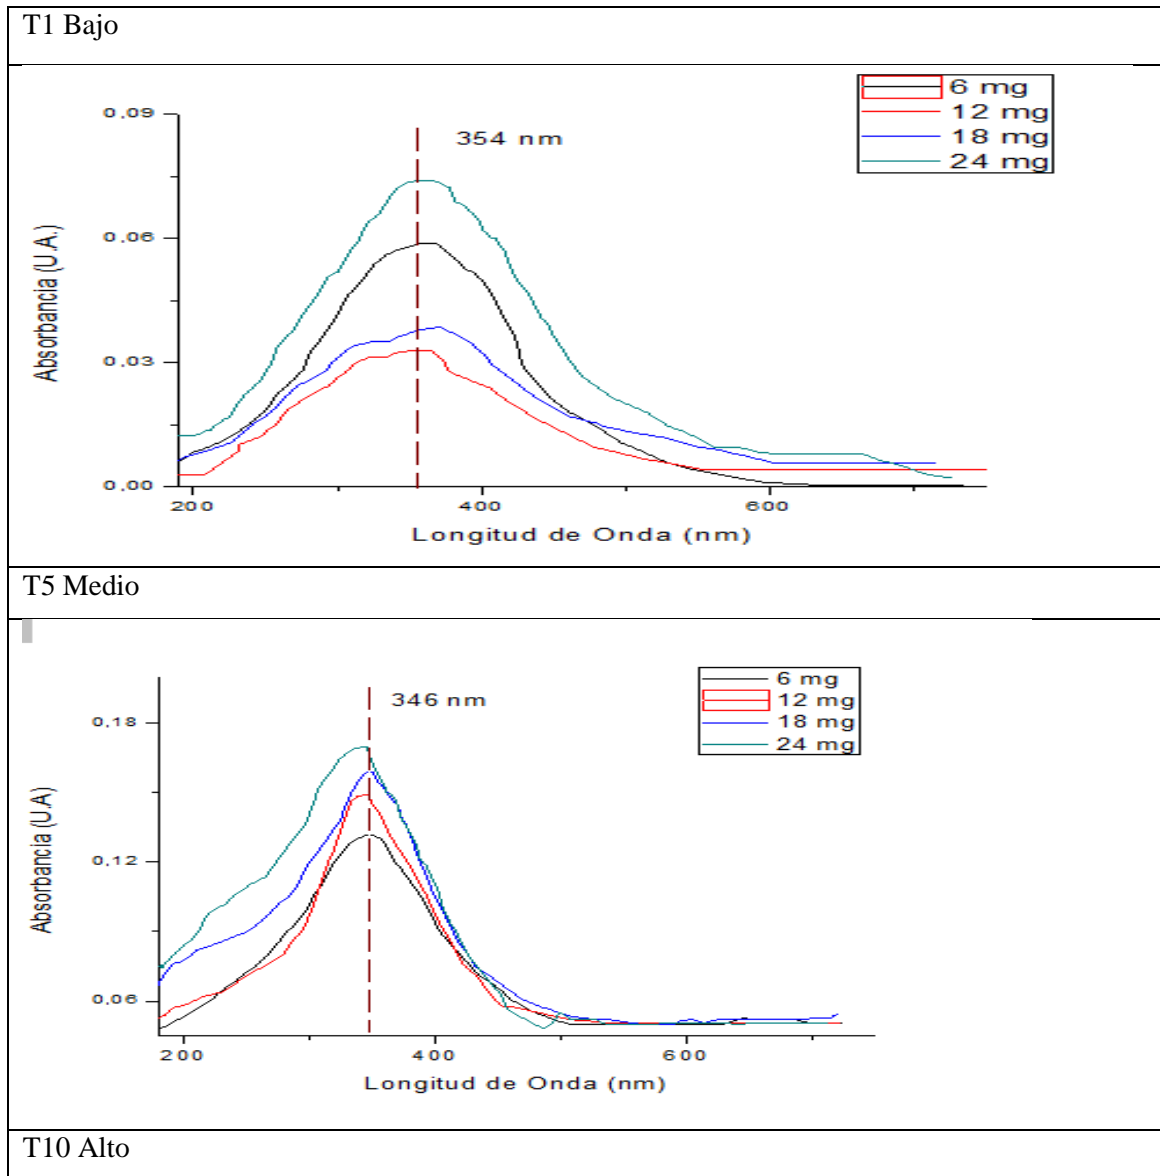 T1 Bajo
6 mg
12 mg
18 mg
24 mg
354 nm
0,09
0,06
0,03
0,00
Absorbancia (U.A.)
200
400
600
Longitud de Onda (nm)
T5 Medio
6 mg
12 mg
18 mg
24 mg
346 nm
0,18
0,12
0,06
Absorbancia (U.A)
200
400
600
Longitud de Onda (nm)
T10 Alto